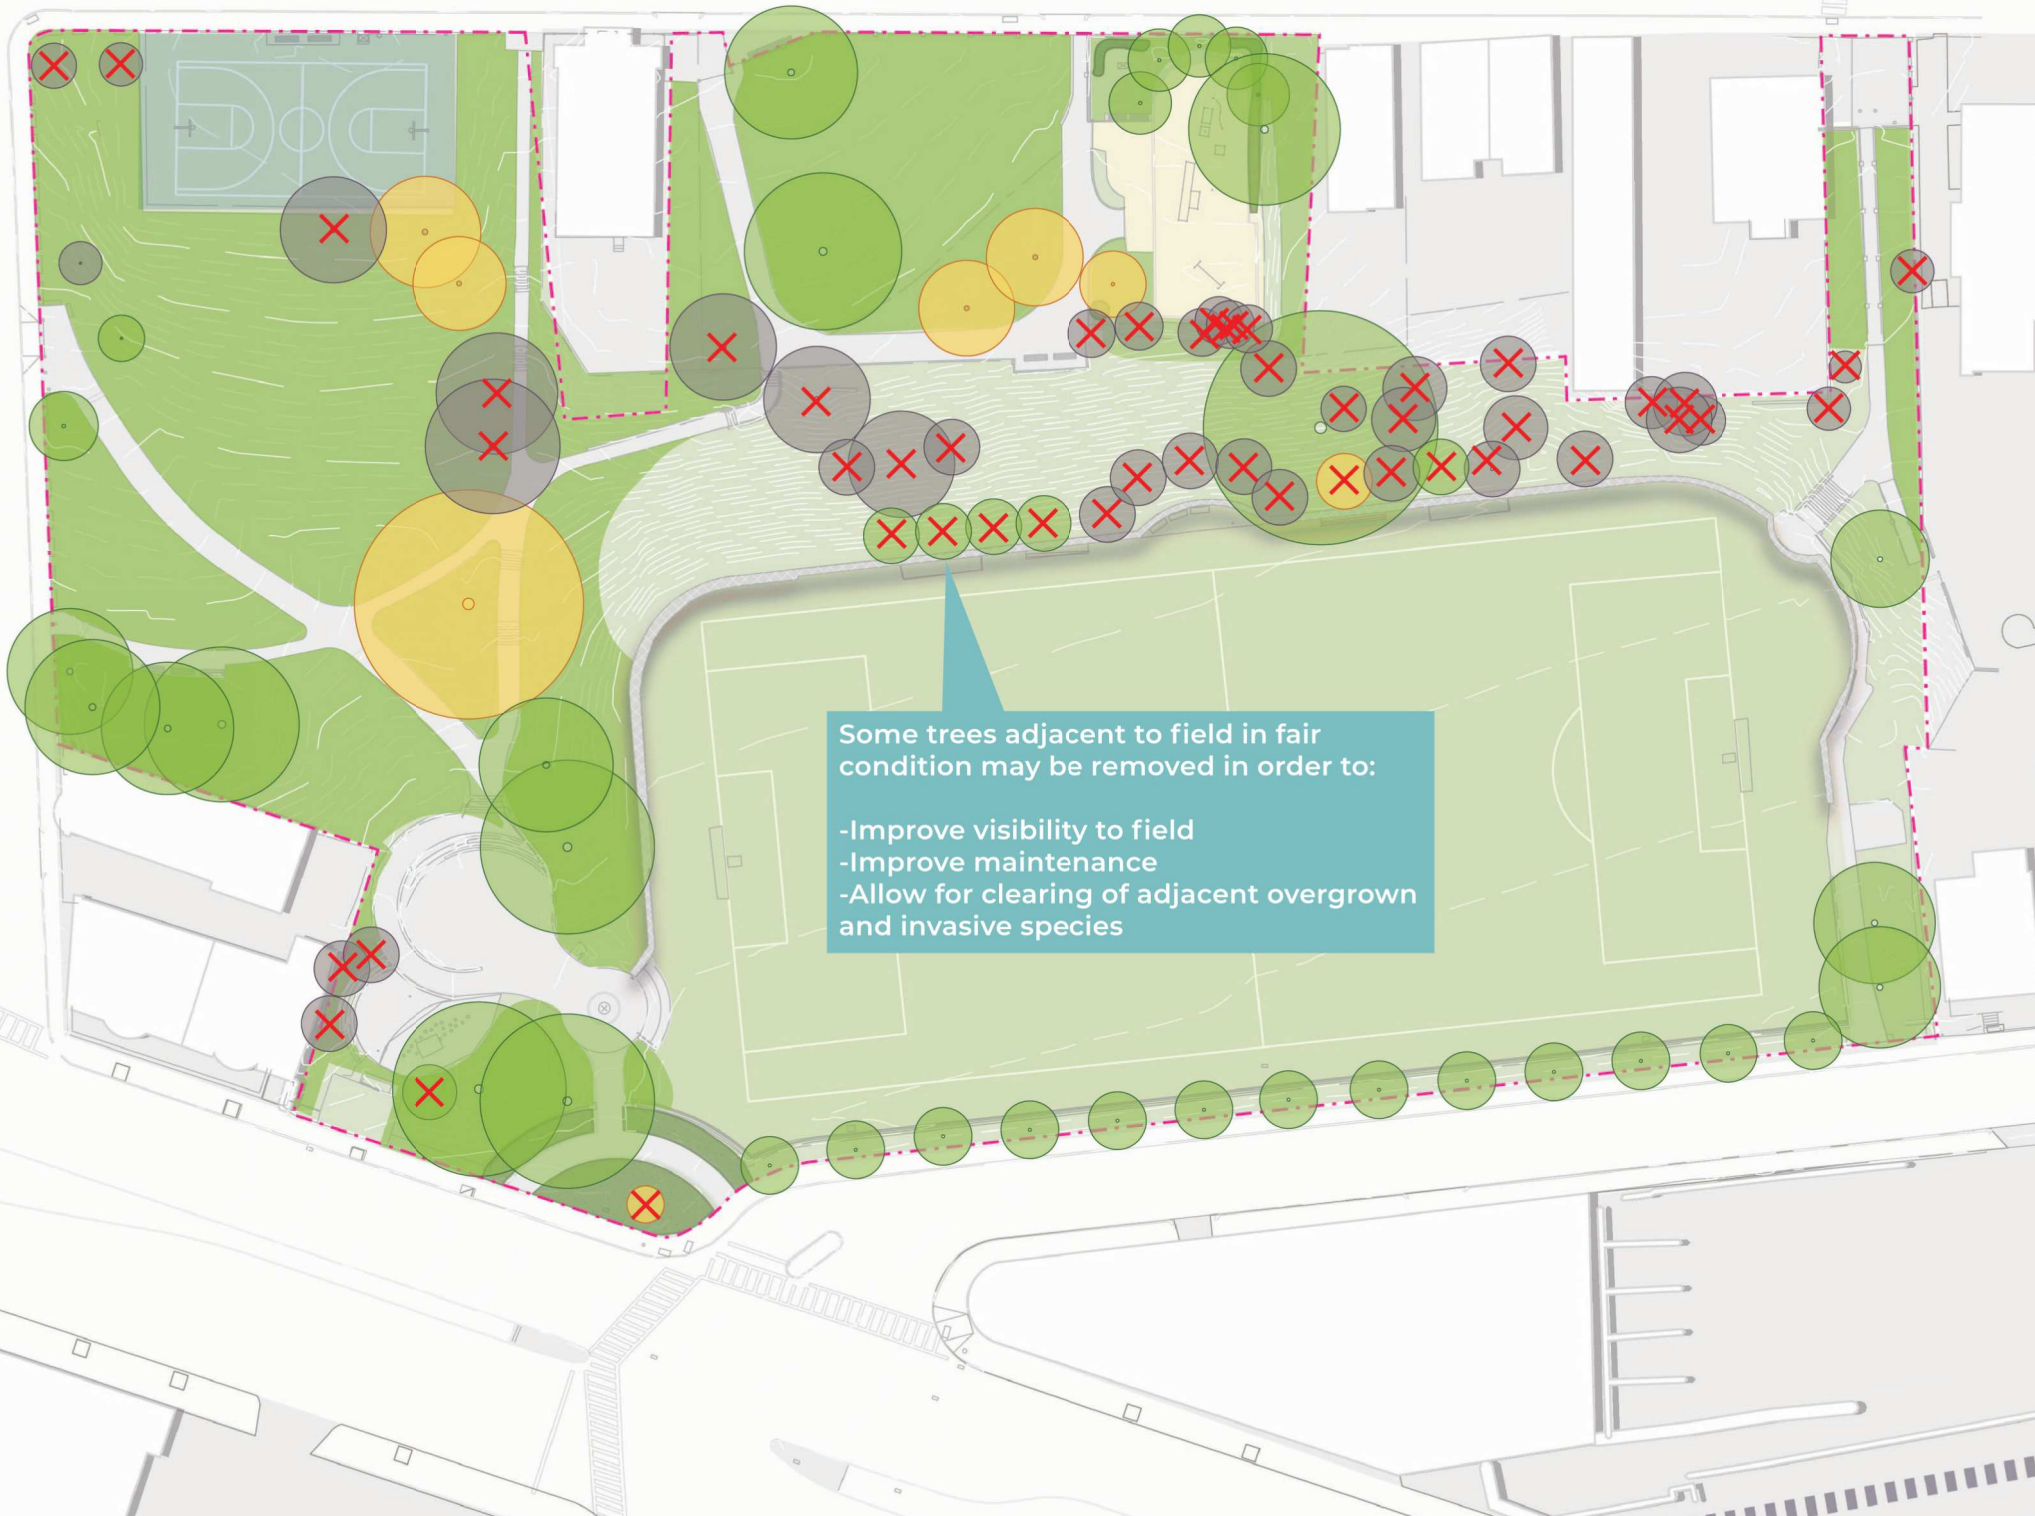 Some trees adjacent to field in fair
condition may be removed in order to:
-Improve visibility to field
-Improve maintenance
-Allow for clearing of adjacent overgrown
and invasive species